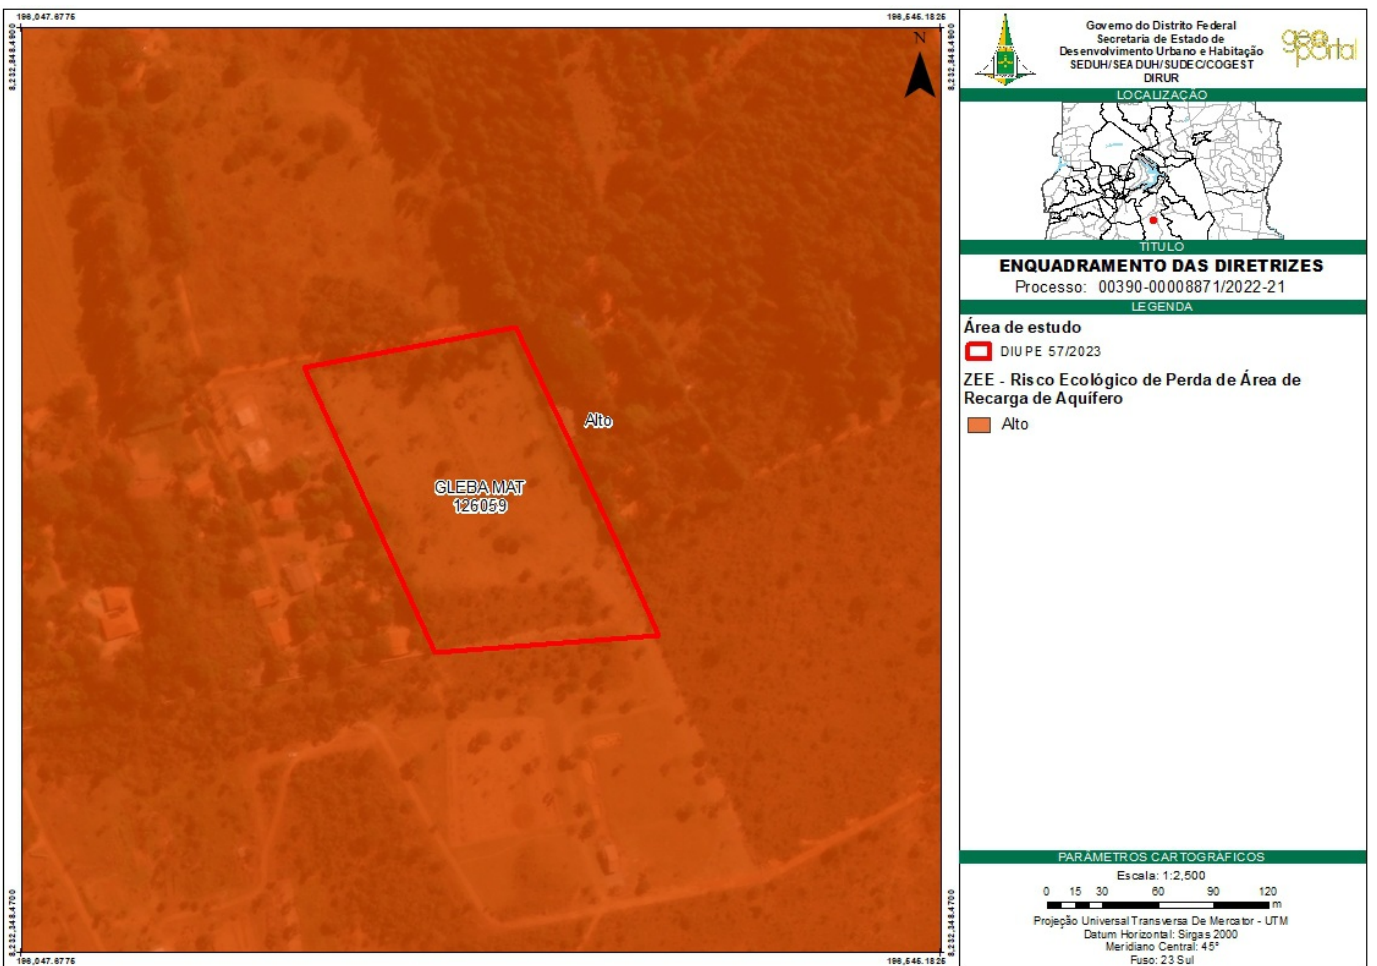 196,047.6775
196,545.1825
8,232,848.4900
8,232,848.4900
N
Alto
GLEBA MAT
126059
8,232,348.4700
8,232,348.4700
196,047.6775
196,545.1825
Governo do Distrito Federal
Secretaria de Estado de
Desenvolvimento Urbano e Habitação
SEDUH/SEADUH/SUDEC/COGEST
DIRUR
geoportal
LOCALIZAÇÃO
TÍTULO
ENQUADRAMENTO DAS DIRETRIZES
Processo: 00390-00008871/2022-21
LEGENDA
Área de estudo
DIUPE 57/2023
ZEE - Risco Ecológico de Perda de Área de
Recarga de Aquífero
Alto
PARÂMETROS CARTOGRÁFICOS
Escala: 1:2,500
0 15 30 60 90 120
m
Projeção Universal Transversa De Mercator - UTM
Datum Horizontal: Sirgas 2000
Meridiano Central: 45°
Fuso: 23 Sul